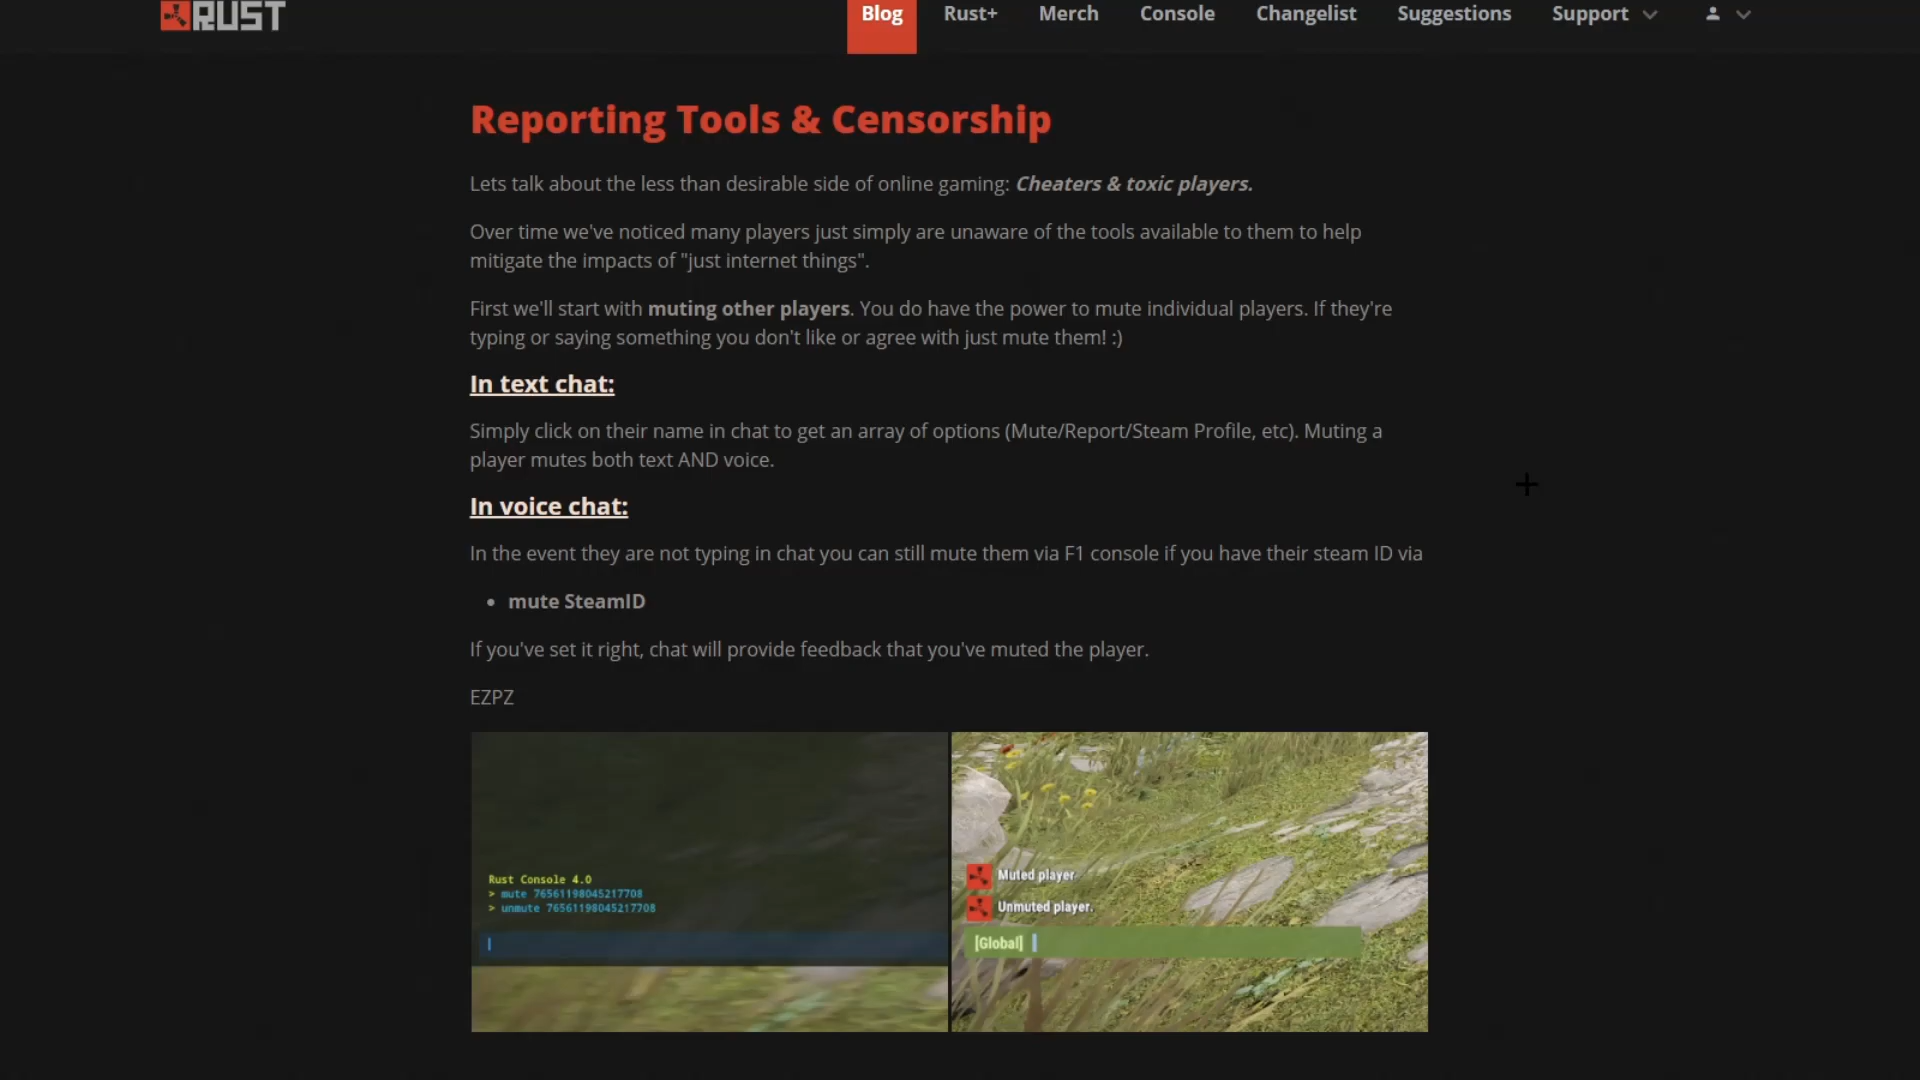 RUST
Blog
Rust+
Merch
Console
Changelist
Suggestions
Support
Reporting Tools & Censorship
Lets talk about the less than desirable side of online gaming: Cheaters & toxic players.
Over time we've noticed many players just simply are unaware of the tools available to them to help
mitigate the impacts of "just internet things".
First we'll start with muting other players. You do have the power to mute individual players. If they're
typing or saying something you don't like or agree with just mute them! :)
In text chat:
Simply click on their name in chat to get an array of options (Mute/Report/Steam Profile, etc). Muting a
player mutes both text AND voice.
In voice chat:
In the event they are not typing in chat you can still mute them via F1 console if you have their steam ID via
• mute SteamID
If you've set it right, chat will provide feedback that you've muted the player.
EZPZ
Rust Console 4.0
> mute 76561198045217708
> unmute 76561198045217708
Muted player.
Unmuted player.
[Global]